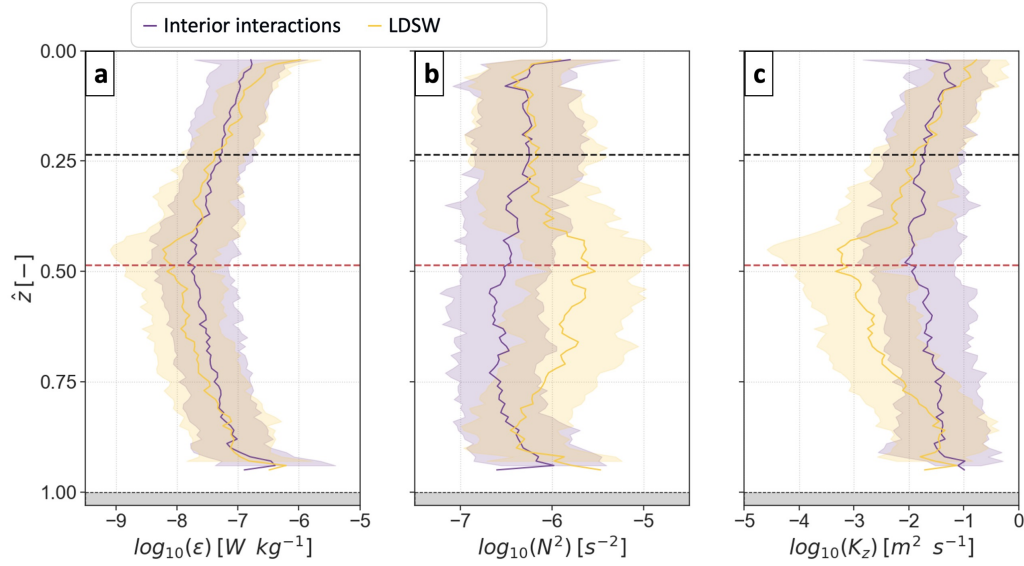 Interior interactions LDSW
a b c
0.00
0.25
0.50
0.75
1.00
ẑ [—]
−9 −8 −7 −6 −5
−7 −6 −5
−5 −4 −3 −2 −1 0
log₁₀(ε) [W kg⁻¹]
log₁₀(N²) [s⁻²]
log₁₀(K_z) [m² s⁻¹]